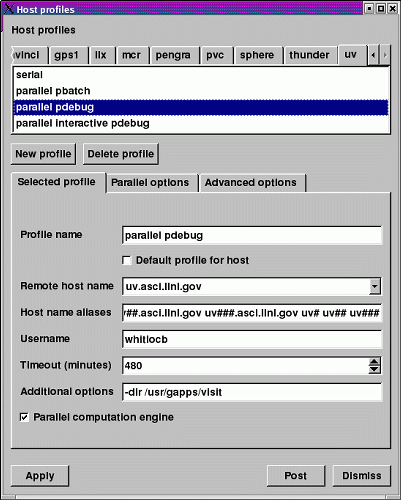 Host profiles
Host profiles
vinci gps1 ilx mcr pengra pvc sphere thunder uv
serial
parallel pbatch
parallel pdebug
parallel interactive pdebug
New profile Delete profile
Selected profile Parallel options Advanced options
Profile name parallel pdebug
Default profile for host
Remote host name uv.asci.llnl.gov
Host name aliases ##.asci.llnl.gov uv###.asci.llnl.gov uv# uv## uv###
Username whitlocb
Timeout (minutes) 480
Additional options -dir /usr/gapps/visit
Parallel computation engine
Apply Post Dismiss